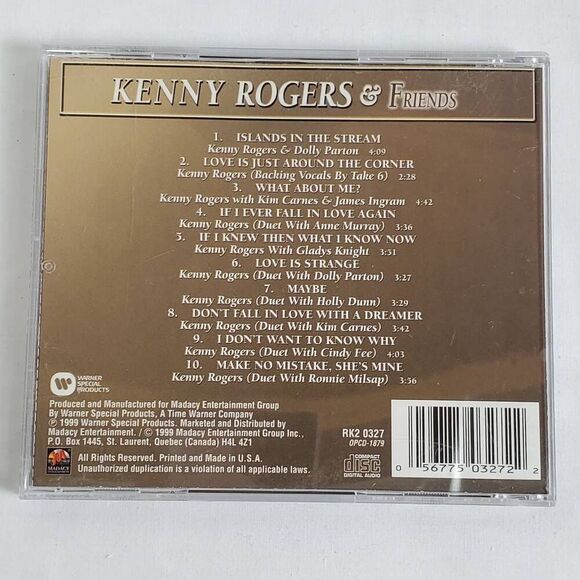 KENNY ROGERS & FRIENDS
1. ISLANDS IN THE STREAM
Kenny Rogers & Dolly Parton 4:09
2. LOVE IS JUST AROUND THE CORNER
Kenny Rogers (Backing Vocals By Take 6) 2:28
3. WHAT ABOUT ME?
Kenny Rogers with Kim Carnes & James Ingram 4:42
4. IF I EVER FALL IN LOVE AGAIN
Kenny Rogers (Duet With Anne Murray) 3:36
5. IF I KNEW THEN WHAT I KNOW NOW
Kenny Rogers With Gladys Knight 3:51
6. LOVE IS STRANGE
Kenny Rogers (Duet With Dolly Parton) 3:27
7. MAYBE
Kenny Rogers (Duet With Holly Dunn) 3:29
8. DON'T FALL IN LOVE WITH A DREAMER
Kenny Rogers (Duet With Kim Carnes) 3:42
9. I DON'T WANT TO KNOW WHY
Kenny Rogers (Duet With Cindy Fee) 4:03
10. MAKE NO MISTAKE, SHE'S MINE
Kenny Rogers (Duet With Ronnie Milsap) 3:36
WARNER
SPECIAL
PRODUCTS
Produced and Manufactured for Madacy Entertainment Group
By Warner Special Products, A Time Warner Company.
℗ 1999 Warner Special Products. Marketed and Distributed by
Madacy Entertainment. / © 1999 Madacy Entertainment Group Inc.,
P.O. Box 1445, St. Laurent, Quebec (Canada) H4L 4Z1
MADACY
All Rights Reserved. Printed and Made in U.S.A.
Unauthorized duplication is a violation of all applicable laws.
RK2 0327
OPCD-1879
COMPACT
disc
DIGITAL AUDIO
0 56775 03272 2